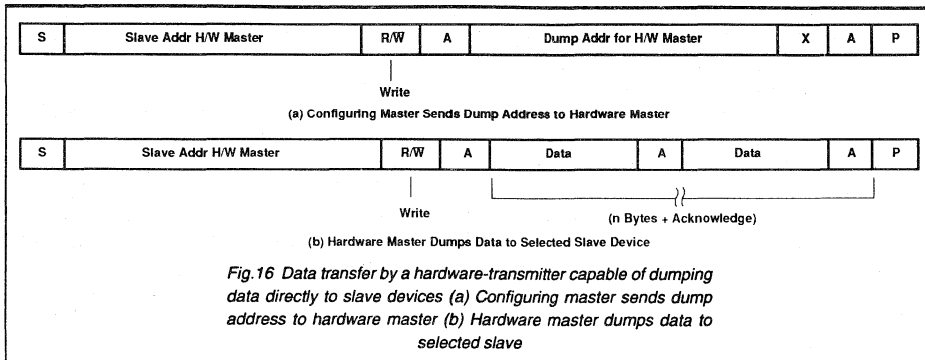 S Slave Addr H/W Master R/W̅ A Dump Addr for H/W Master X A P
Write
(a) Configuring Master Sends Dump Address to Hardware Master
S Slave Addr H/W Master R/W̅ A Data A Data A P
Write
(n Bytes + Acknowledge)
(b) Hardware Master Dumps Data to Selected Slave Device
Fig.16 Data transfer by a hardware-transmitter capable of dumping
data directly to slave devices (a) Configuring master sends dump
address to hardware master (b) Hardware master dumps data to
selected slave